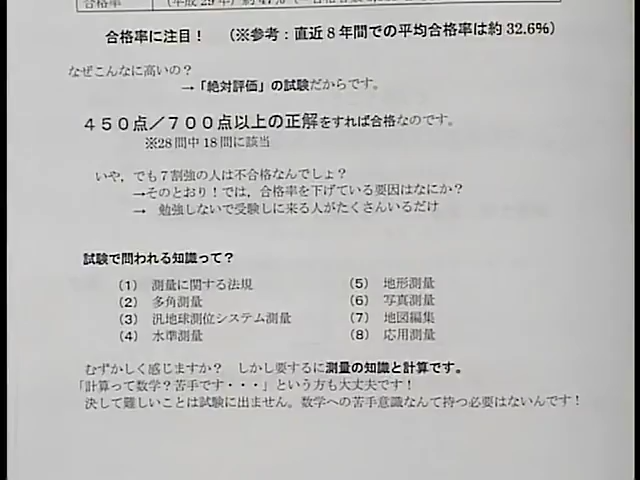 合格率
(平成29年) 約47%
合格率に注目！　（※参考：直近８年間での平均合格率は約 32.6%）
なぜこんなに高いの？
→「絶対評価」の試験だからです。
４５０点／７００点以上の正解をすれば合格なのです。
※28問中18問に該当
いや，でも７割強の人は不合格なんでしょ？
→そのとおり！では，合格率を下げている要因はなにか？
→　勉強しないで受験しに来る人がたくさんいるだけ
試験で問われる知識って？
(1)　測量に関する法規　(5)　地形測量
(2)　多角測量　(6)　写真測量
(3)　汎地球測位システム測量　(7)　地図編集
(4)　水準測量　(8)　応用測量
むずかしく感じますか？　しかし要するに測量の知識と計算です。
「計算って数学？苦手です・・・」という方も大丈夫です！
決して難しいことは試験に出ません。数学への苦手意識なんて持つ必要はないんです！